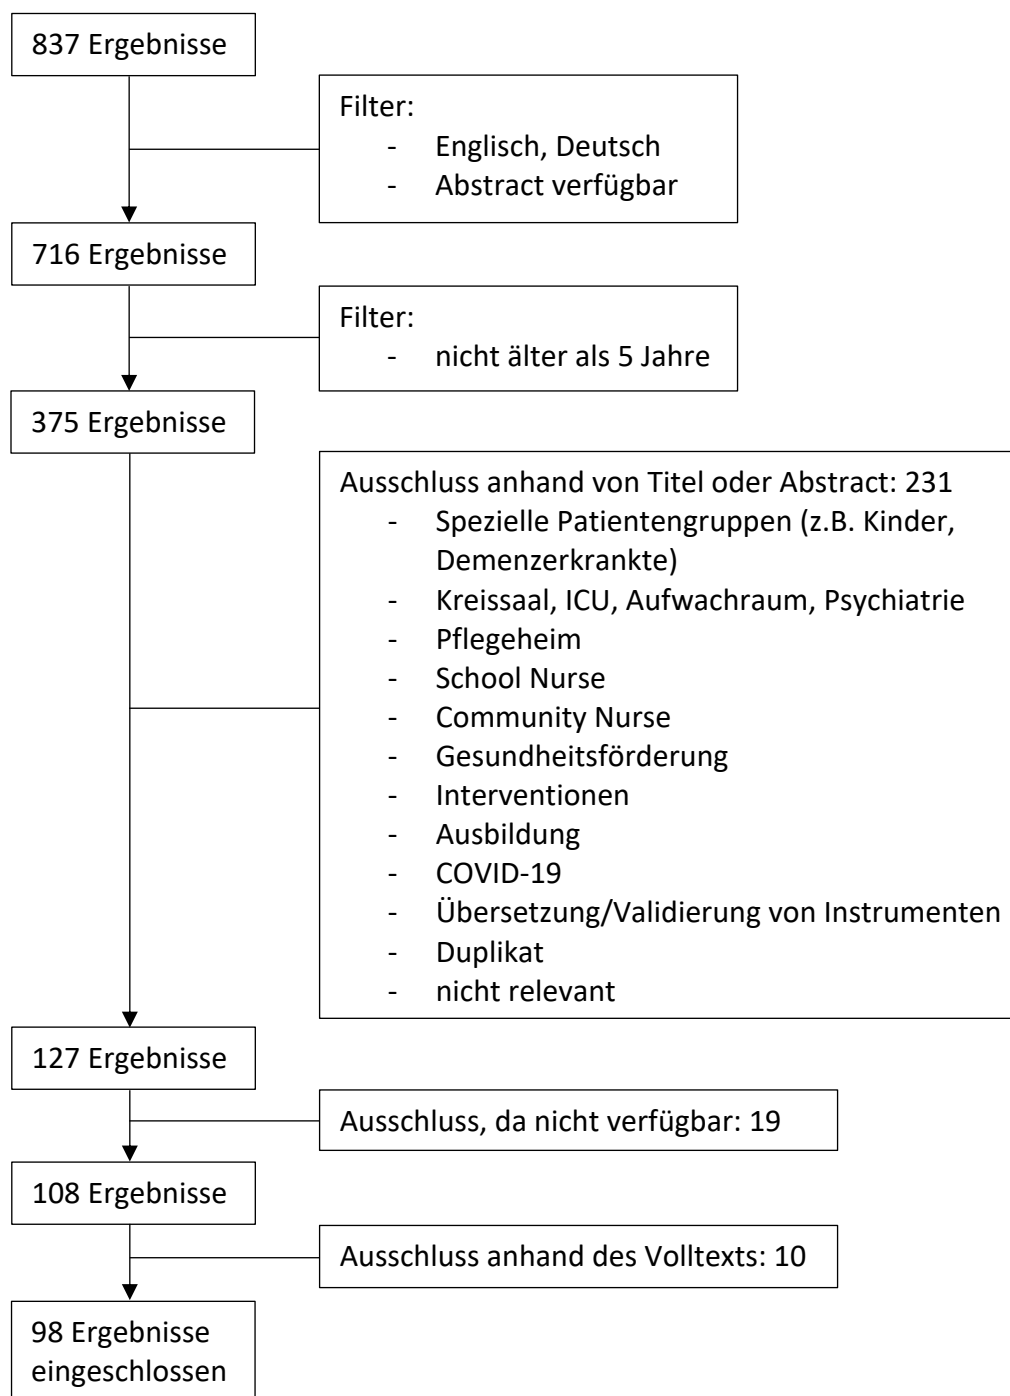 837 Ergebnisse
Filter:
- Englisch, Deutsch
- Abstract verfügbar
716 Ergebnisse
Filter:
- nicht älter als 5 Jahre
375 Ergebnisse
Ausschluss anhand von Titel oder Abstract: 231
- Spezielle Patientengruppen (z.B. Kinder,
Demenzerkrankte)
- Kreissaal, ICU, Aufwachraum, Psychiatrie
- Pflegeheim
- School Nurse
- Community Nurse
- Gesundheitsförderung
- Interventionen
- Ausbildung
- COVID-19
- Übersetzung/Validierung von Instrumenten
- Duplikat
- nicht relevant
127 Ergebnisse
Ausschluss, da nicht verfügbar: 19
108 Ergebnisse
Ausschluss anhand des Volltexts: 10
98 Ergebnisse
eingeschlossen